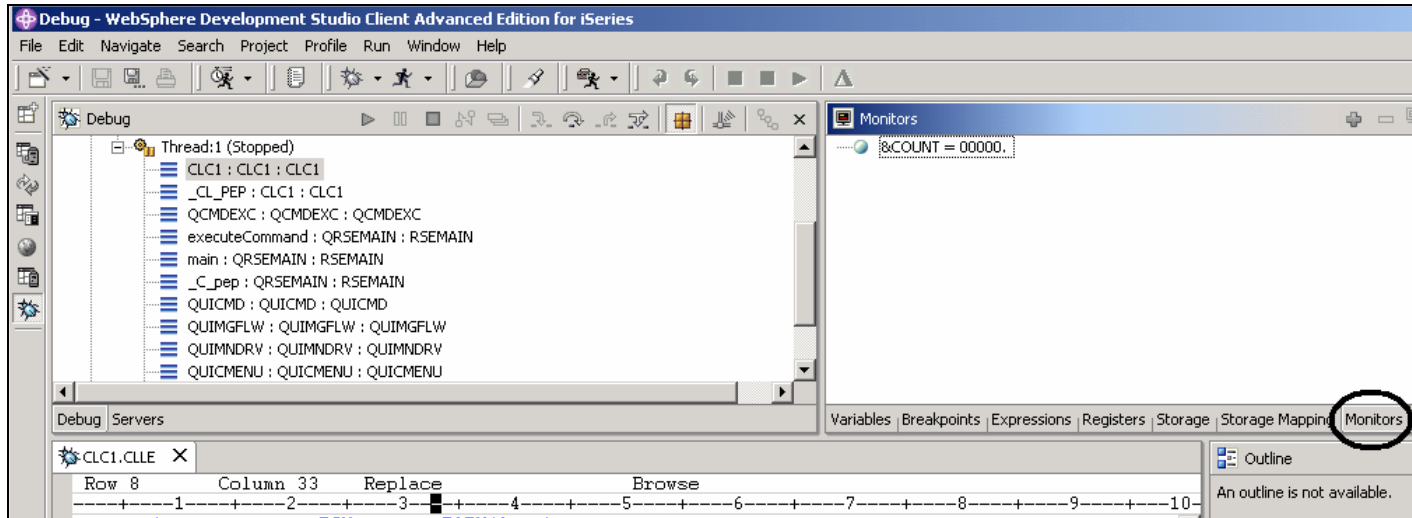 Debug - WebSphere Development Studio Client Advanced Edition for iSeries
File Edit Navigate Search Project Profile Run Window Help
Debug
Thread:1 (Stopped)
CLC1 : CLC1 : CLC1
_CL_PEP : CLC1 : CLC1
QCMDEXC : QCMDEXC : QCMDEXC
executeCommand : QRSEMAIN : RSEMAIN
main : QRSEMAIN : RSEMAIN
_C_pep : QRSEMAIN : RSEMAIN
QUICMD : QUICMD : QUICMD
QUIMGFLW : QUIMGFLW : QUIMGFLW
QUIMNDRV : QUIMNDRV : QUIMNDRV
QUICMENU : QUICMENU : QUICMENU
Debug Servers
Monitors
&COUNT = 00000.
Variables Breakpoints Expressions Registers Storage Storage Mapping Monitors
CLC1.CLLE
Row 8 Column 33 Replace Browse
----+----1----+----2----+----3-- -+----4----+----5----+----6----+----7----+----8----+----9----+---10-
Outline
An outline is not available.